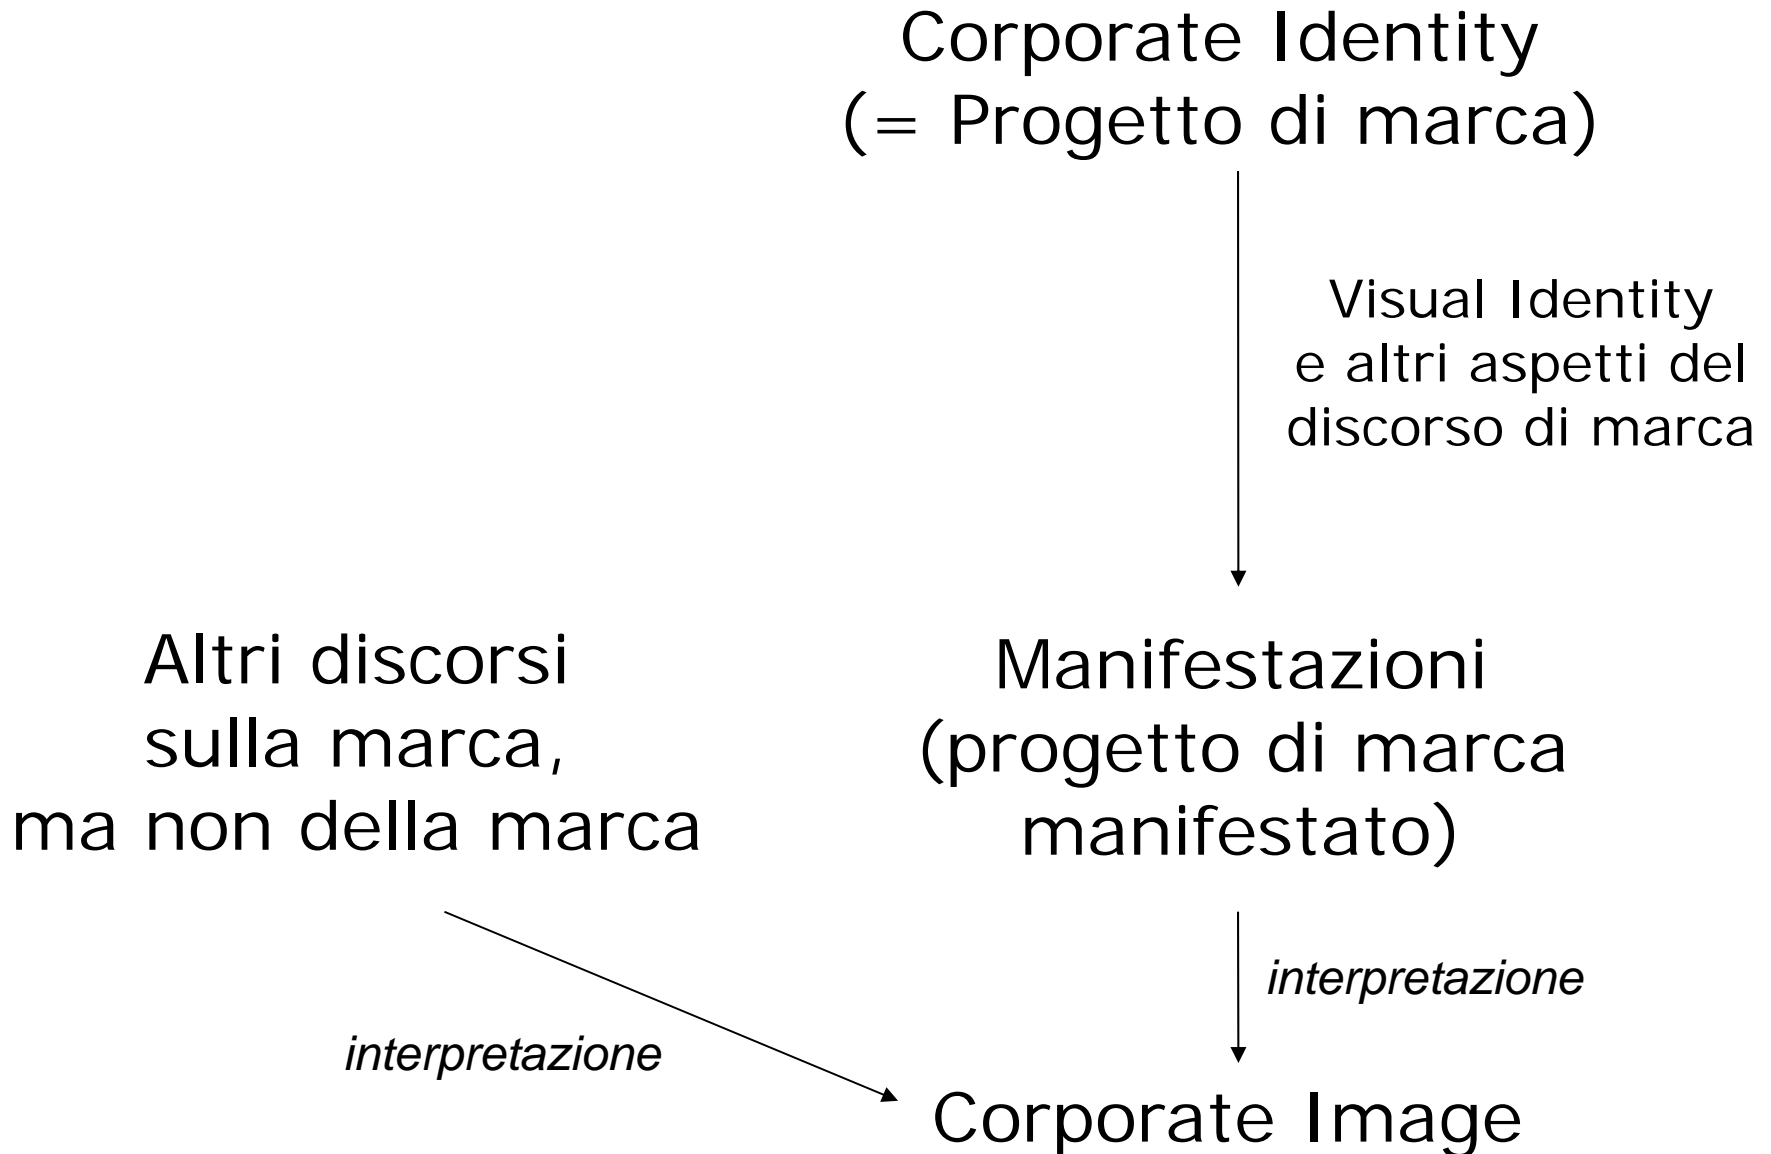 Corporate Identity
(= Progetto di marca)
Visual Identity
e altri aspetti del
discorso di marca
Altri discorsi
sulla marca,
ma non della marca
Manifestazioni
(progetto di marca
manifestato)
interpretazione
interpretazione
Corporate Image